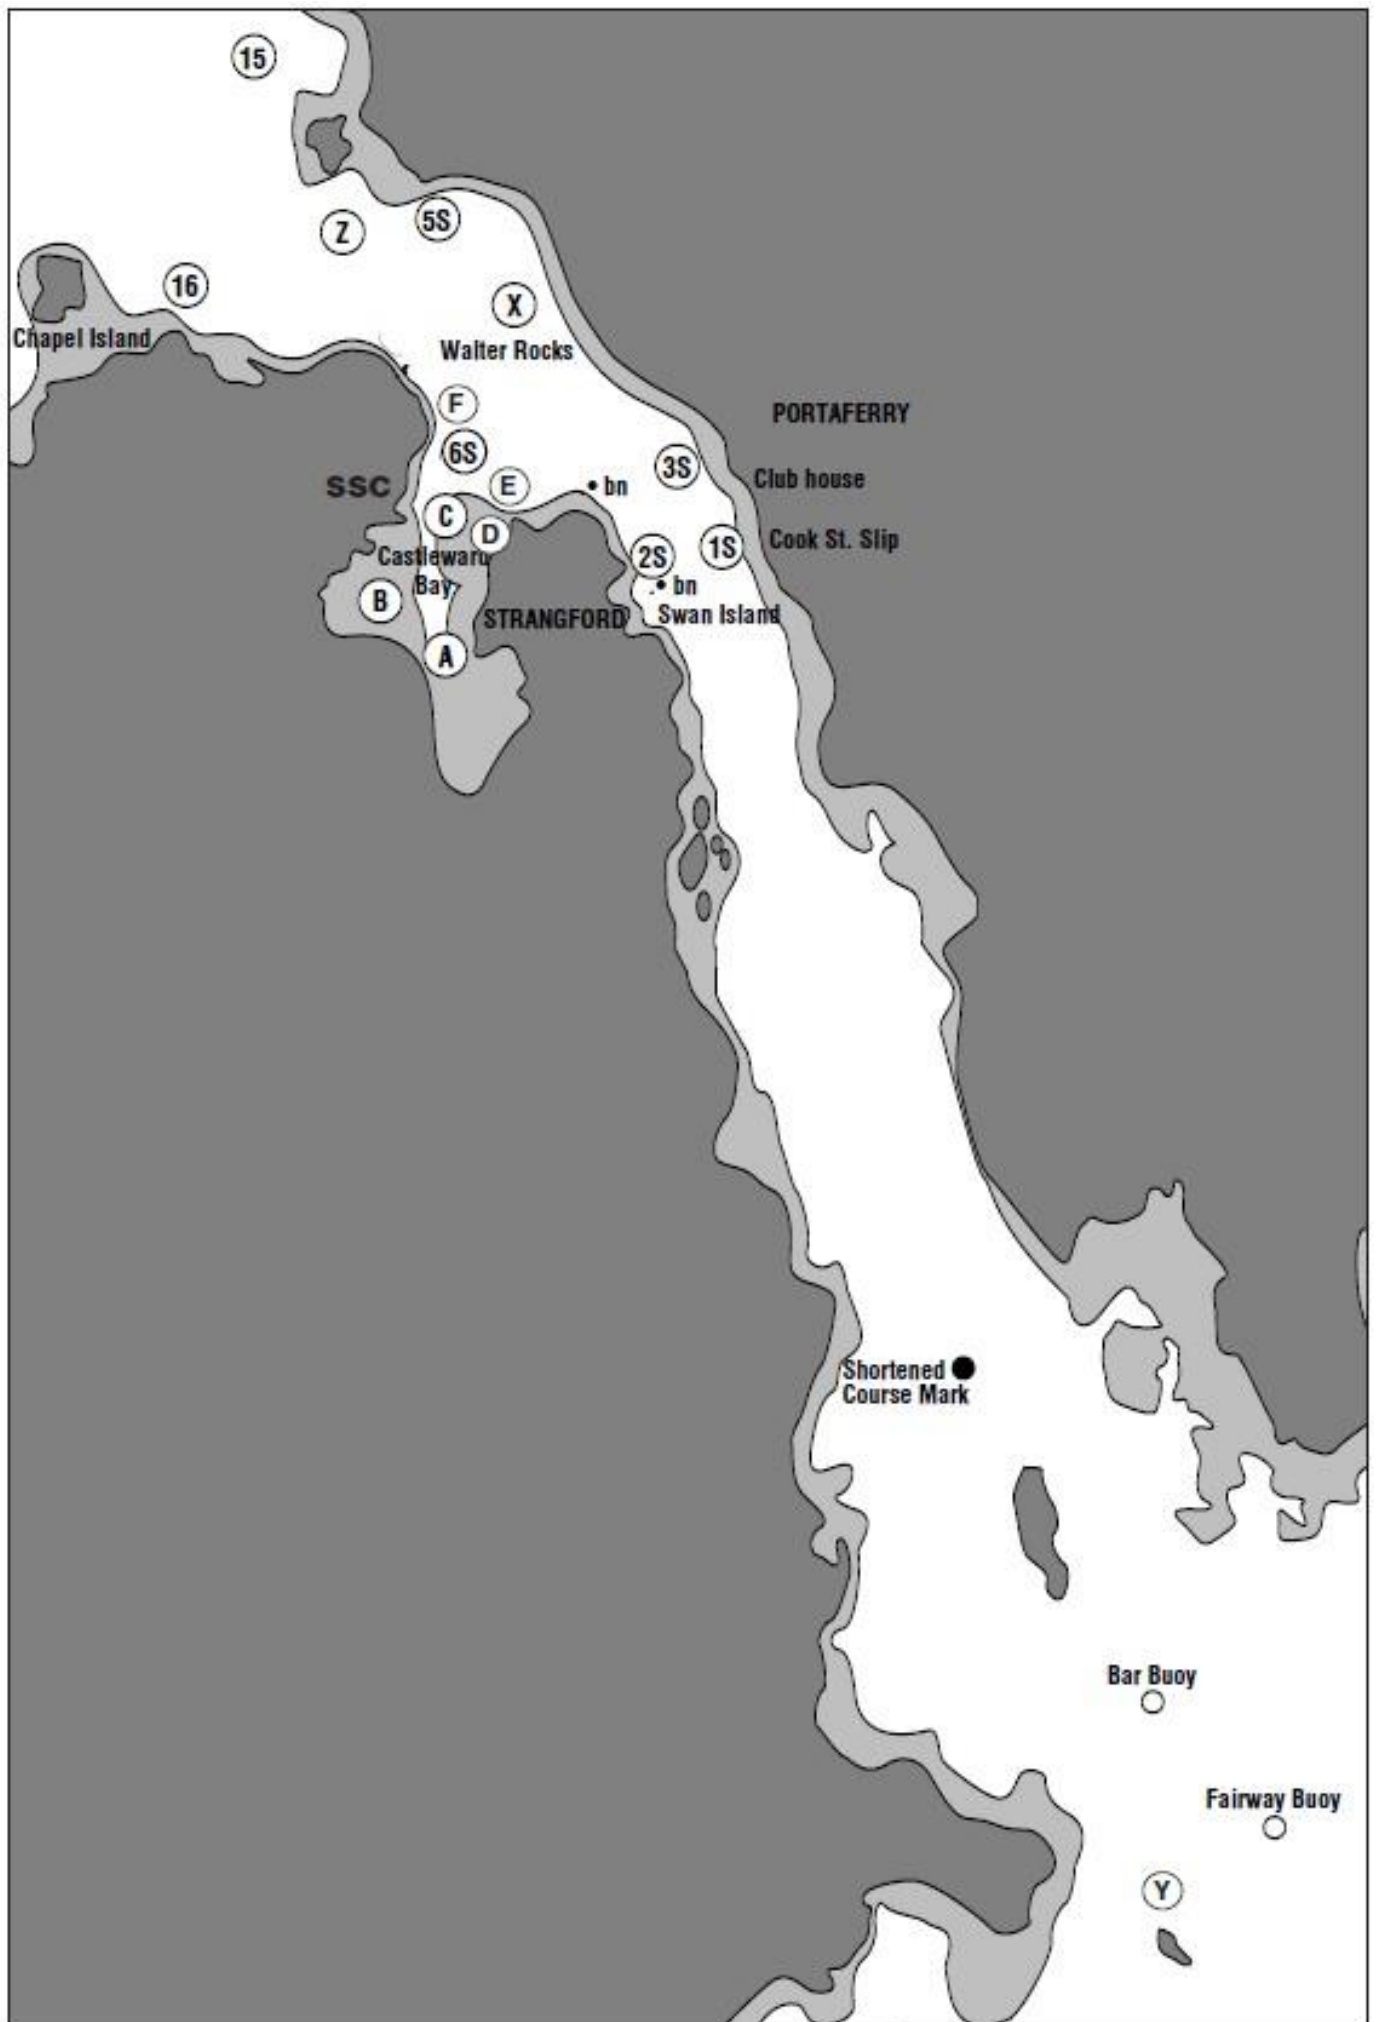 15
5S
Z
16
X
Chapel Island
Walter Rocks
F
PORTAFERRY
6S
3S
SSC
E
bn
Club house
C
D
2S
1S
Cook St. Slip
Castleward
Bay
bn
B
STRANGFORD
Swan Island
A
Shortened
Course Mark
Bar Buoy
Fairway Buoy
Y